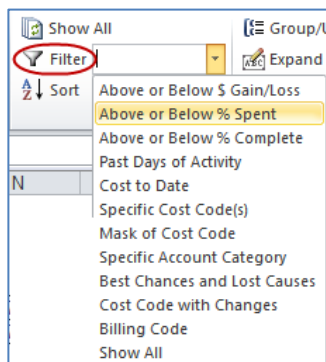 Show All
Group/U
Filter
Expand
Sort
Above or Below $ Gain/Loss
Above or Below % Spent
Above or Below % Complete
N
Past Days of Activity
Cost to Date
Specific Cost Code(s)
Mask of Cost Code
Specific Account Category
Best Chances and Lost Causes
Cost Code with Changes
Billing Code
Show All